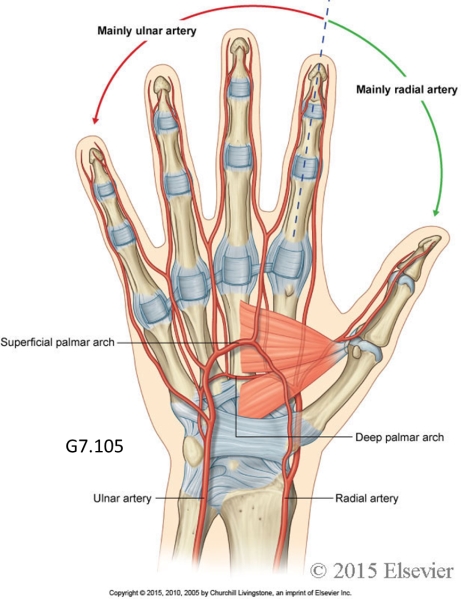 Mainly ulnar artery
Mainly radial artery
Superficial palmar arch
Deep palmar arch
G7.105
Ulnar artery
Radial artery
© 2015 Elsevier
Copyright © 2015, 2010, 2005 by Churchill Livingstone, an imprint of Elsevier Inc.